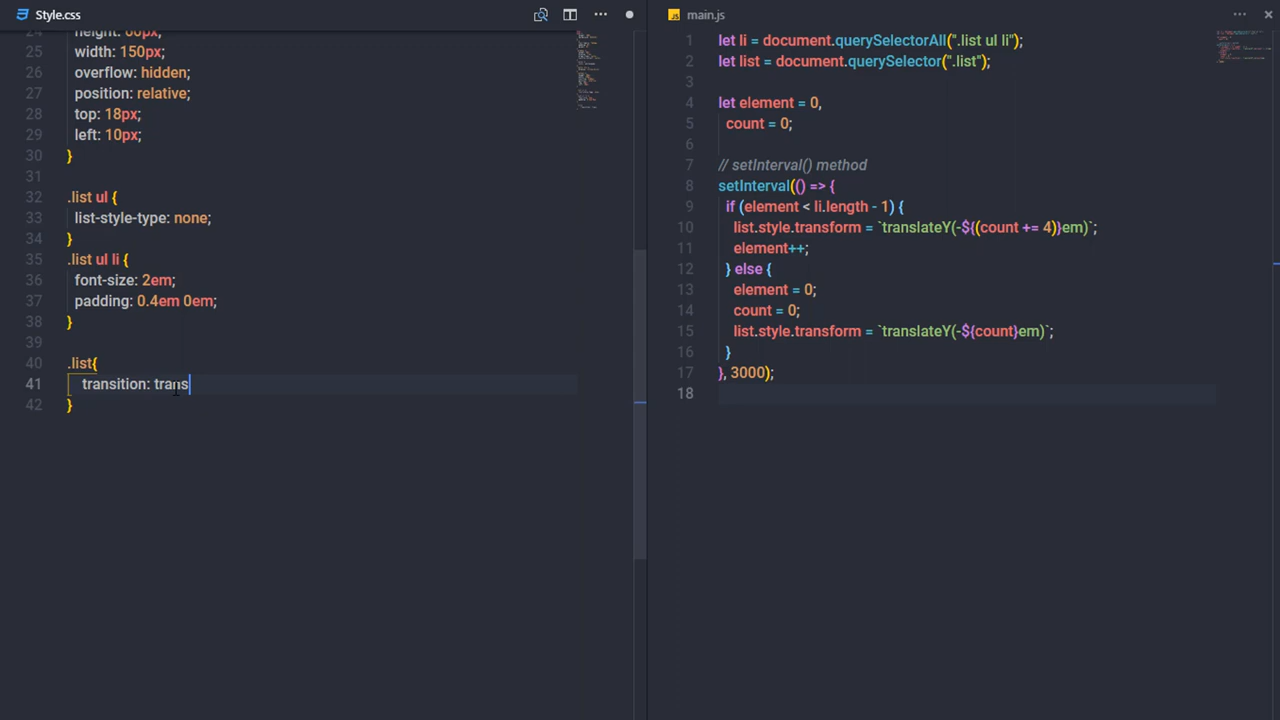 Style.css
24 height: 60px;
25 width: 150px;
26 overflow: hidden;
27 position: relative;
28 top: 18px;
29 left: 10px;
30 }
31
32 .list ul {
33 list-style-type: none;
34 }
35 .list ul li {
36 font-size: 2em;
37 padding: 0.4em 0em;
38 }
39
40 .list{
41 transition: trans
42 }
JS main.js
1 let li = document.querySelectorAll(".list ul li");
2 let list = document.querySelector(".list");
3
4 let element = 0,
5 count = 0;
6
7 // setInterval() method
8 setInterval(() => {
9 if (element < li.length - 1) {
10 list.style.transform = `translateY(-${(count += 4)}em)`;
11 element++;
12 } else {
13 element = 0;
14 count = 0;
15 list.style.transform = `translateY(-${count}em)`;
16 }
17 }, 3000);
18